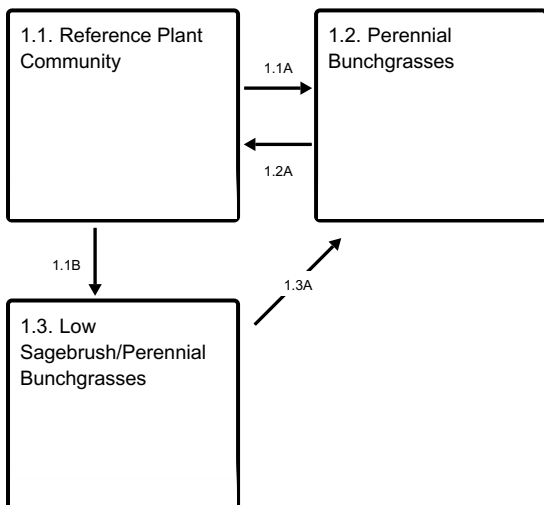 1.1. Reference Plant
Community
1.1A
1.2. Perennial
Bunchgrasses
1.2A
1.1B
1.3A
1.3. Low
Sagebrush/Perennial
Bunchgrasses